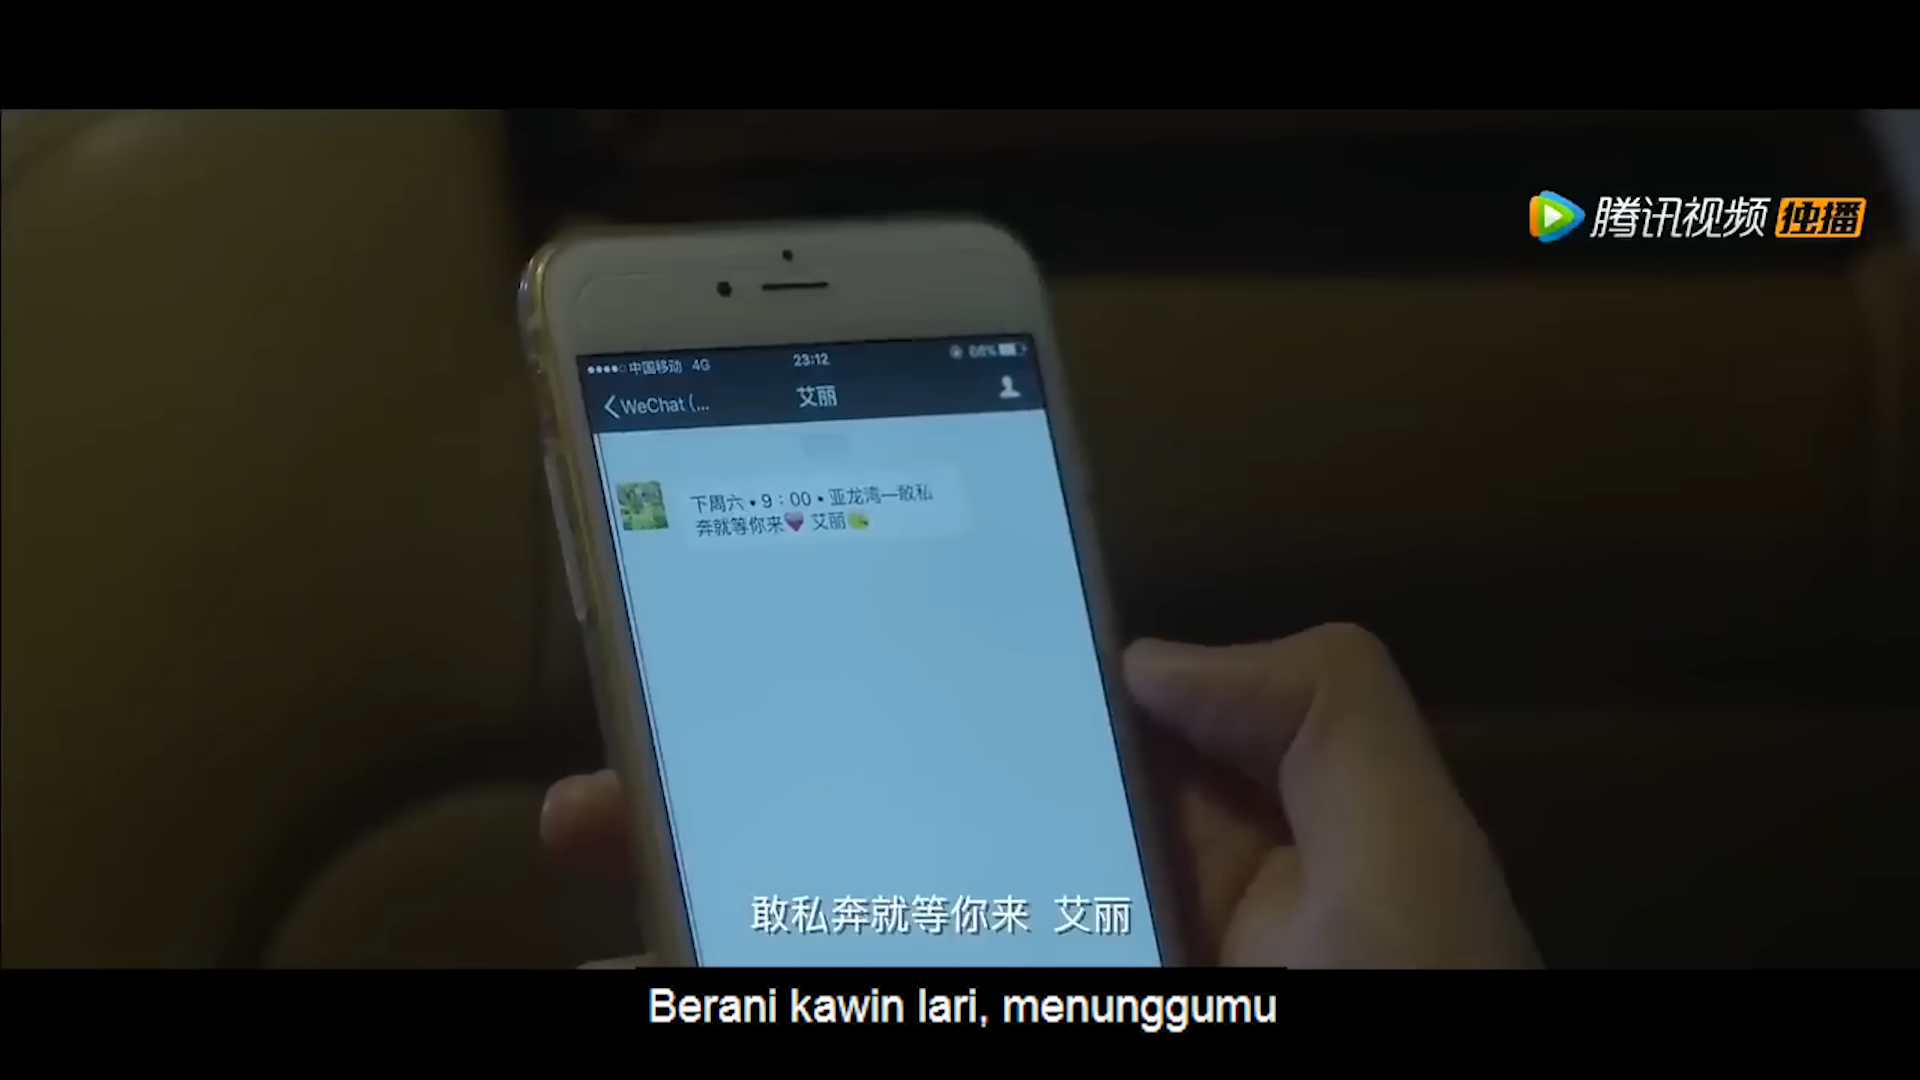 腾讯视频 独播
中国移动 4G 23:12 66%
WeChat (... 艾丽
下周六•9：00•亚龙湾—敢私
奔就等你来 艾丽
敢私奔就等你来 艾丽
Berani kawin lari, menunggumu